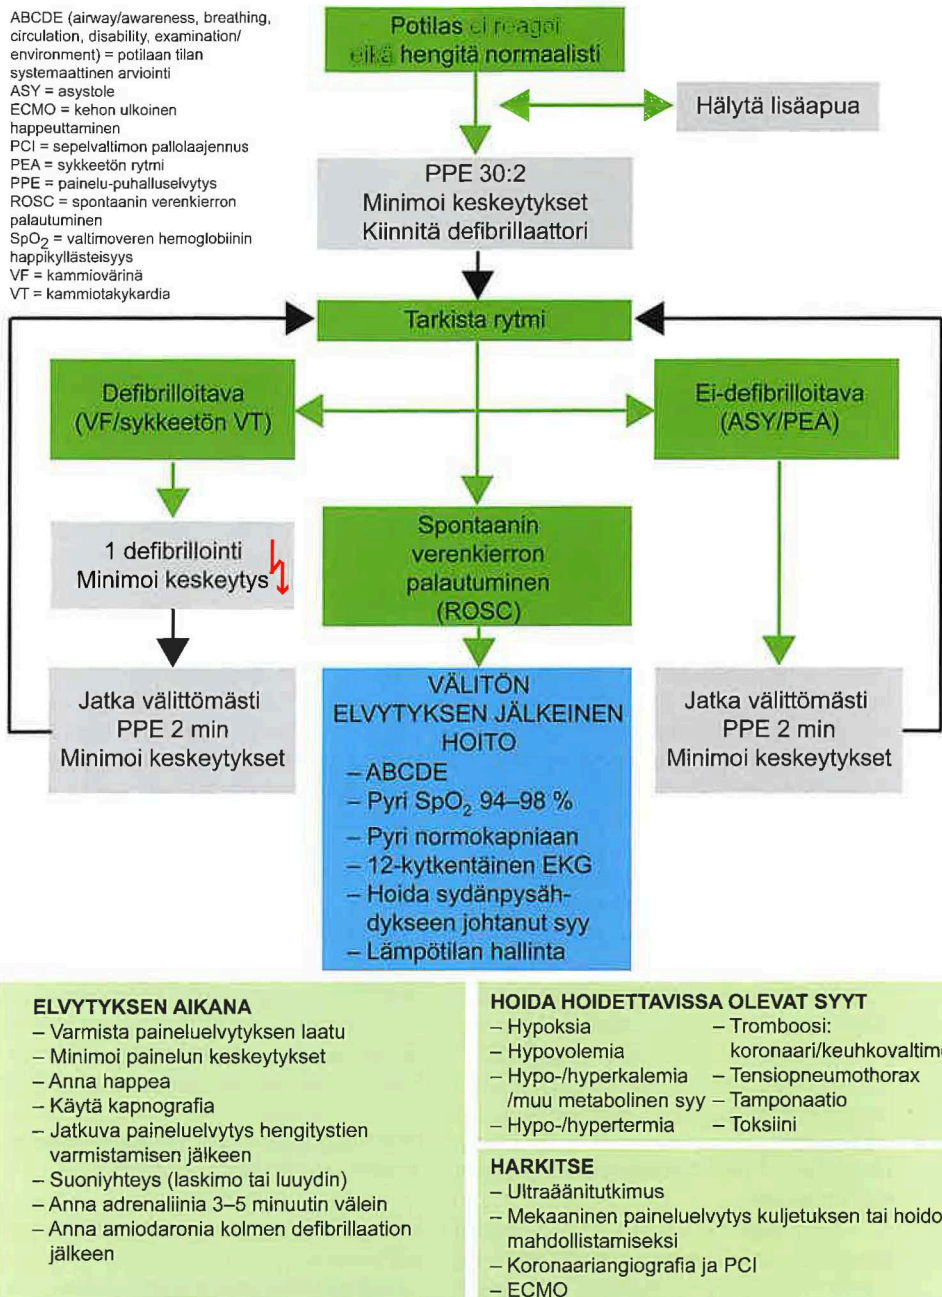 ABCDE (airway/awareness, breathing,
circulation, disability, examination/
environment) = potilaan tilan
systemaattinen arviointi
ASY = asystole
ECMO = kehon ulkoinen
happeuttaminen
PCI = sepelvaltimon pallolaajennus
PEA = sykkeetön rytmi
PPE = painelu-puhalluselvytys
ROSC = spontaanin verenkierron
palautuminen
SpO2 = valtimoveren hemoglobiinin
happikyllästeisyys
VF = kammiovärinä
VT = kammiotakykardia
Potilas ei reagoi
eikä hengitä normaalisti
Hälytä lisäapua
PPE 30:2
Minimoi keskeytykset
Kiinnitä defibrillaattori
Tarkista rytmi
Defibrilloitava
(VF/sykkeetön VT)
Ei-defibrilloitava
(ASY/PEA)
1 defibrillointi
Minimoi keskeytys
Spontaanin
verenkierron
palautuminen
(ROSC)
Jatka välittömästi
PPE 2 min
Minimoi keskeytykset
VÄLITÖN
ELVYTYKSEN JÄLKEINEN
HOITO
– ABCDE
– Pyri SpO2 94–98 %
– Pyri normokapniaan
– 12-kytkentäinen EKG
– Hoida sydänpysäh-
dykseen johtanut syy
– Lämpötilan hallinta
Jatka välittömästi
PPE 2 min
Minimoi keskeytykset
ELVYTYKSEN AIKANA
– Varmista paineluelvytyksen laatu
– Minimoi painelun keskeytykset
– Anna happea
– Käytä kapnografia
– Jatkuva paineluelvytys hengitystien
varmistamisen jälkeen
– Suoniyhteys (laskimo tai luuydin)
– Anna adrenaliinia 3–5 minuutin välein
– Anna amiodaronia kolmen defibrillaation
jälkeen
HOIDA HOIDETTAVISSA OLEVAT SYYT
– Hypoksia
– Hypovolemia
– Hypo-/hyperkalemia
/muu metabolinen syy
– Hypo-/hypertermia
– Tromboosi:
koronaari/keuhkovaltimo
– Tensiopneumothorax
– Tamponaatio
– Toksiini
HARKITSE
– Ultraäänitutkimus
– Mekaaninen paineluelvytys kuljetuksen tai hoido
mahdollistamiseksi
– Koronaariangiografia ja PCI
– ECMO